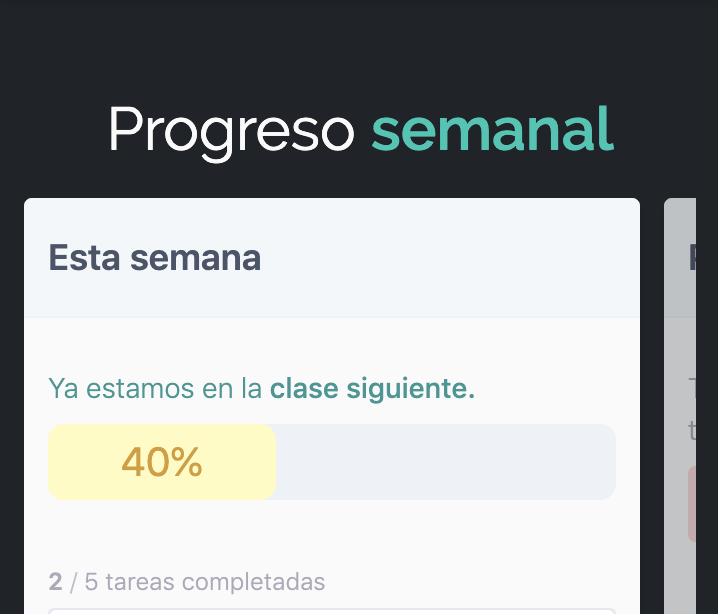 Progreso semanal
Esta semana
Ya estamos en la clase siguiente.
40%
2 / 5 tareas completadas